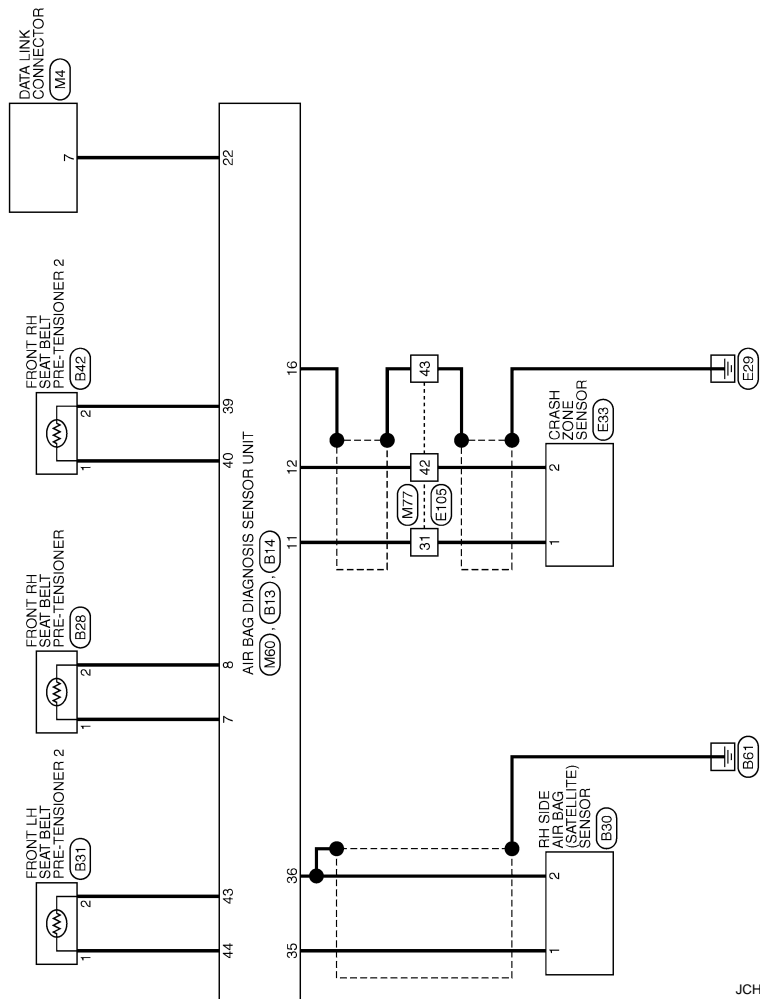 DATA LINK
CONNECTOR
M4
7
22
FRONT RH
SEAT BELT
PRE-TENSIONER 2
B42
2
1
39
40
FRONT RH
SEAT BELT
PRE-TENSIONER
B28
2
1
8
7
FRONT LH
SEAT BELT
PRE-TENSIONER 2
B31
2
1
43
44
AIR BAG DIAGNOSIS SENSOR UNIT
M60 , B13 , B14
16
12
11
36
35
43
42
31
M77
E105
CRASH
ZONE
SENSOR
E33
2
1
E29
RH SIDE
AIR BAG
(SATELLITE)
SENSOR
B30
2
1
B61
JCH